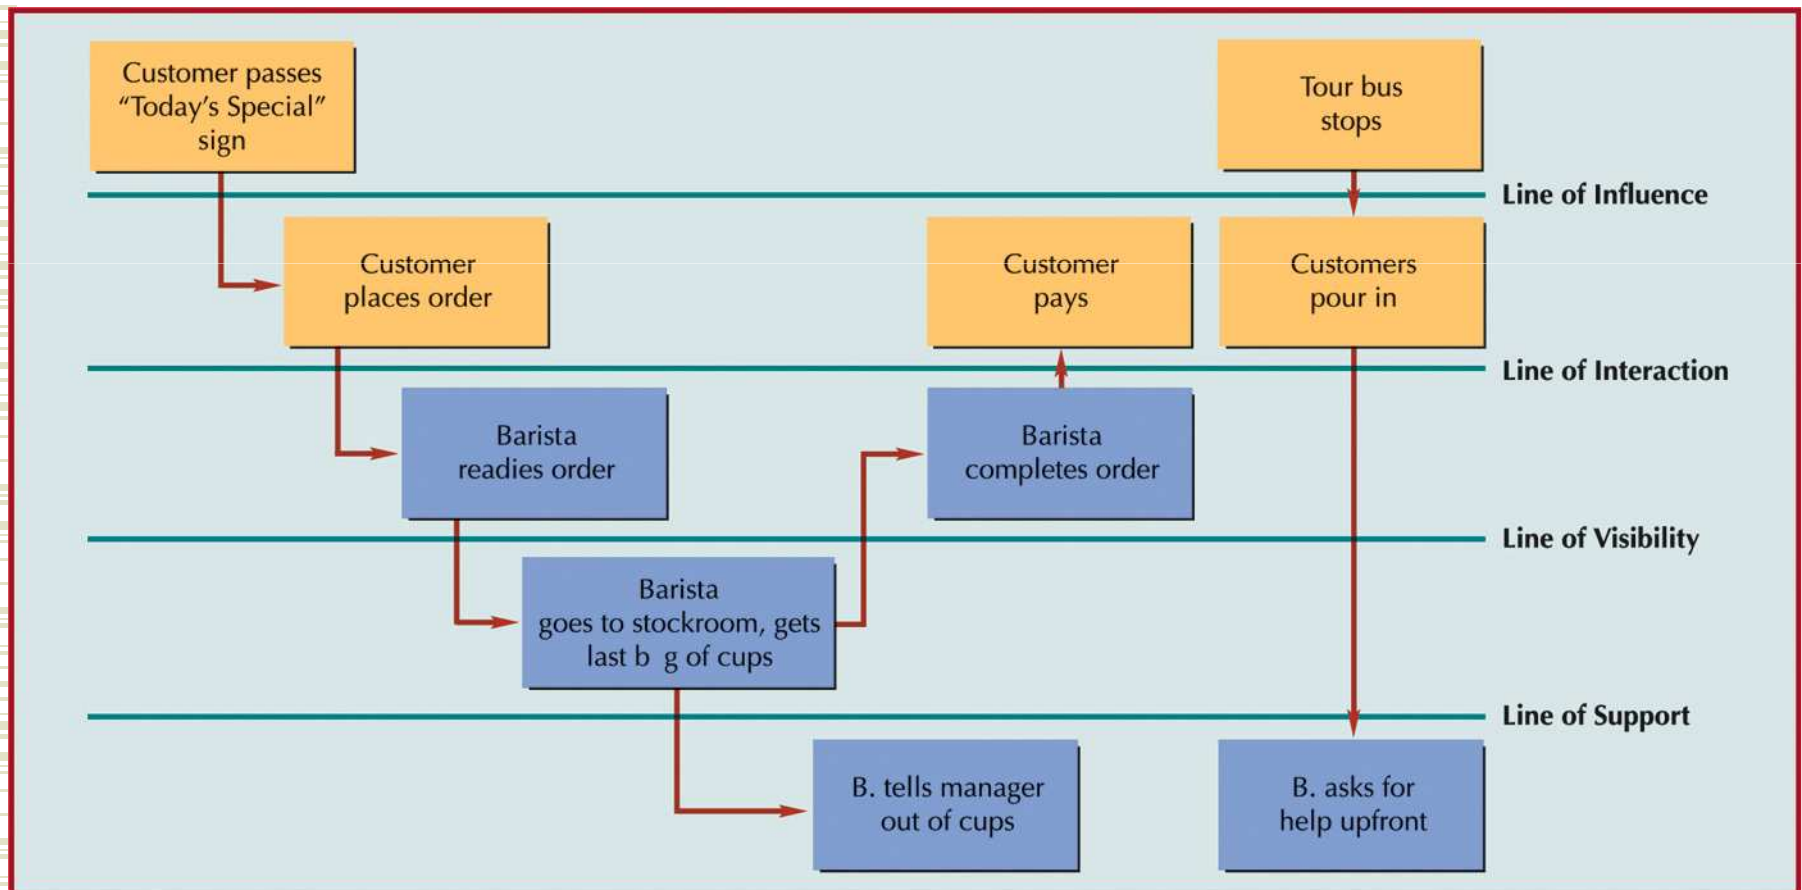 Customer passes
“Today’s Special”
sign
Tour bus
stops
Line of Influence
Customer
places order
Customer
pays
Customers
pour in
Line of Interaction
Barista
readies order
Barista
completes order
Line of Visibility
Barista
goes to stockroom, gets
last b g of cups
Line of Support
B. tells manager
out of cups
B. asks for
help upfront